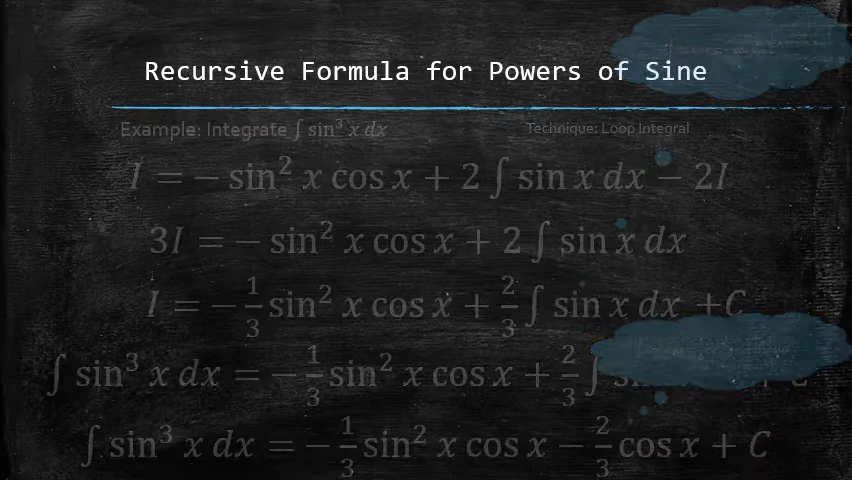 Recursive Formula for Powers of Sine
Example: Integrate ∫ sin³ x dx
Technique: Loop Integral
I = − sin² x cos x + 2 ∫ sin x dx − 2I
3I = − sin² x cos x + 2 ∫ sin x dx
I = − 1/3 sin² x cos x + 2/3 ∫ sin x dx + C
∫ sin³ x dx = − 1/3 sin² x cos x + 2/3 ∫
∫ sin³ x dx = − 1/3 sin² x cos x − 2/3 cos x + C